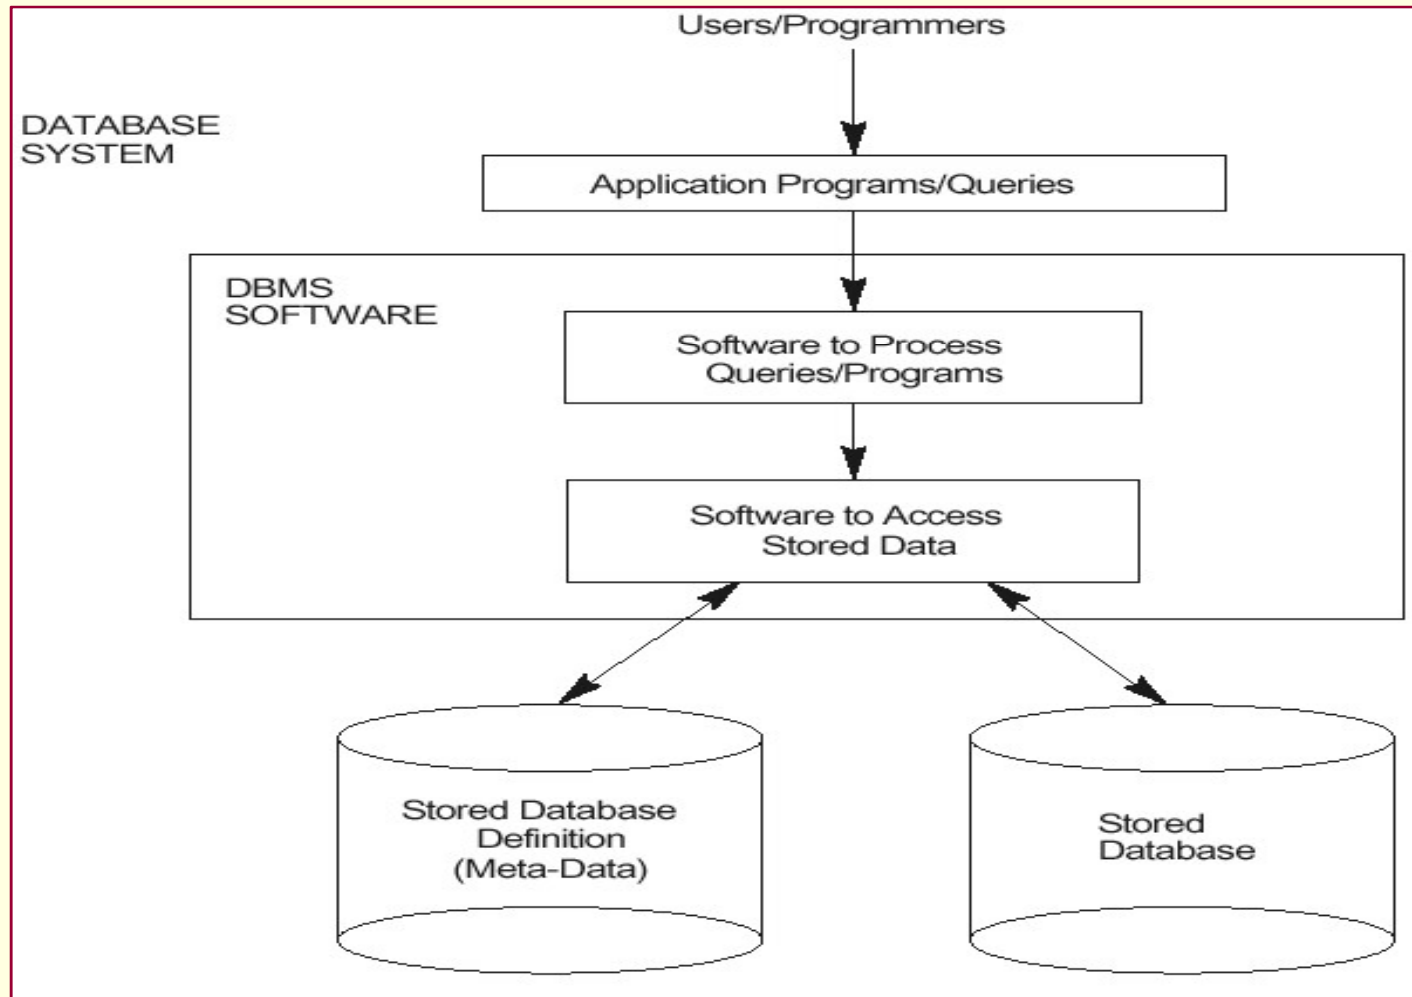 Users/Programmers
DATABASE
SYSTEM
Application Programs/Queries
DBMS
SOFTWARE
Software to Process
Queries/Programs
Software to Access
Stored Data
Stored Database
Definition
(Meta-Data)
Stored
Database